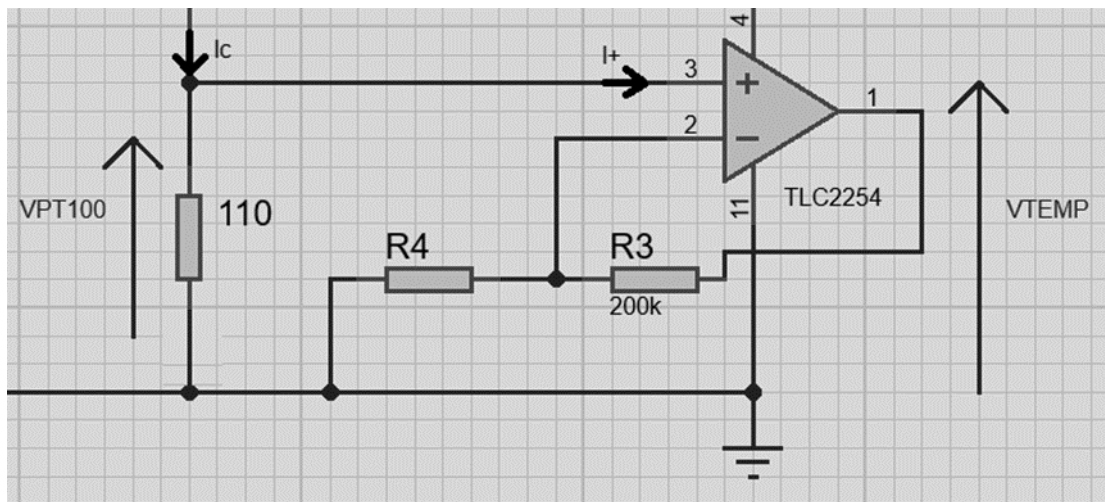 4
Ic
I+
3
+
1
2
−
VPT100
110
11
TLC2254
VTEMP
R4
R3
200k